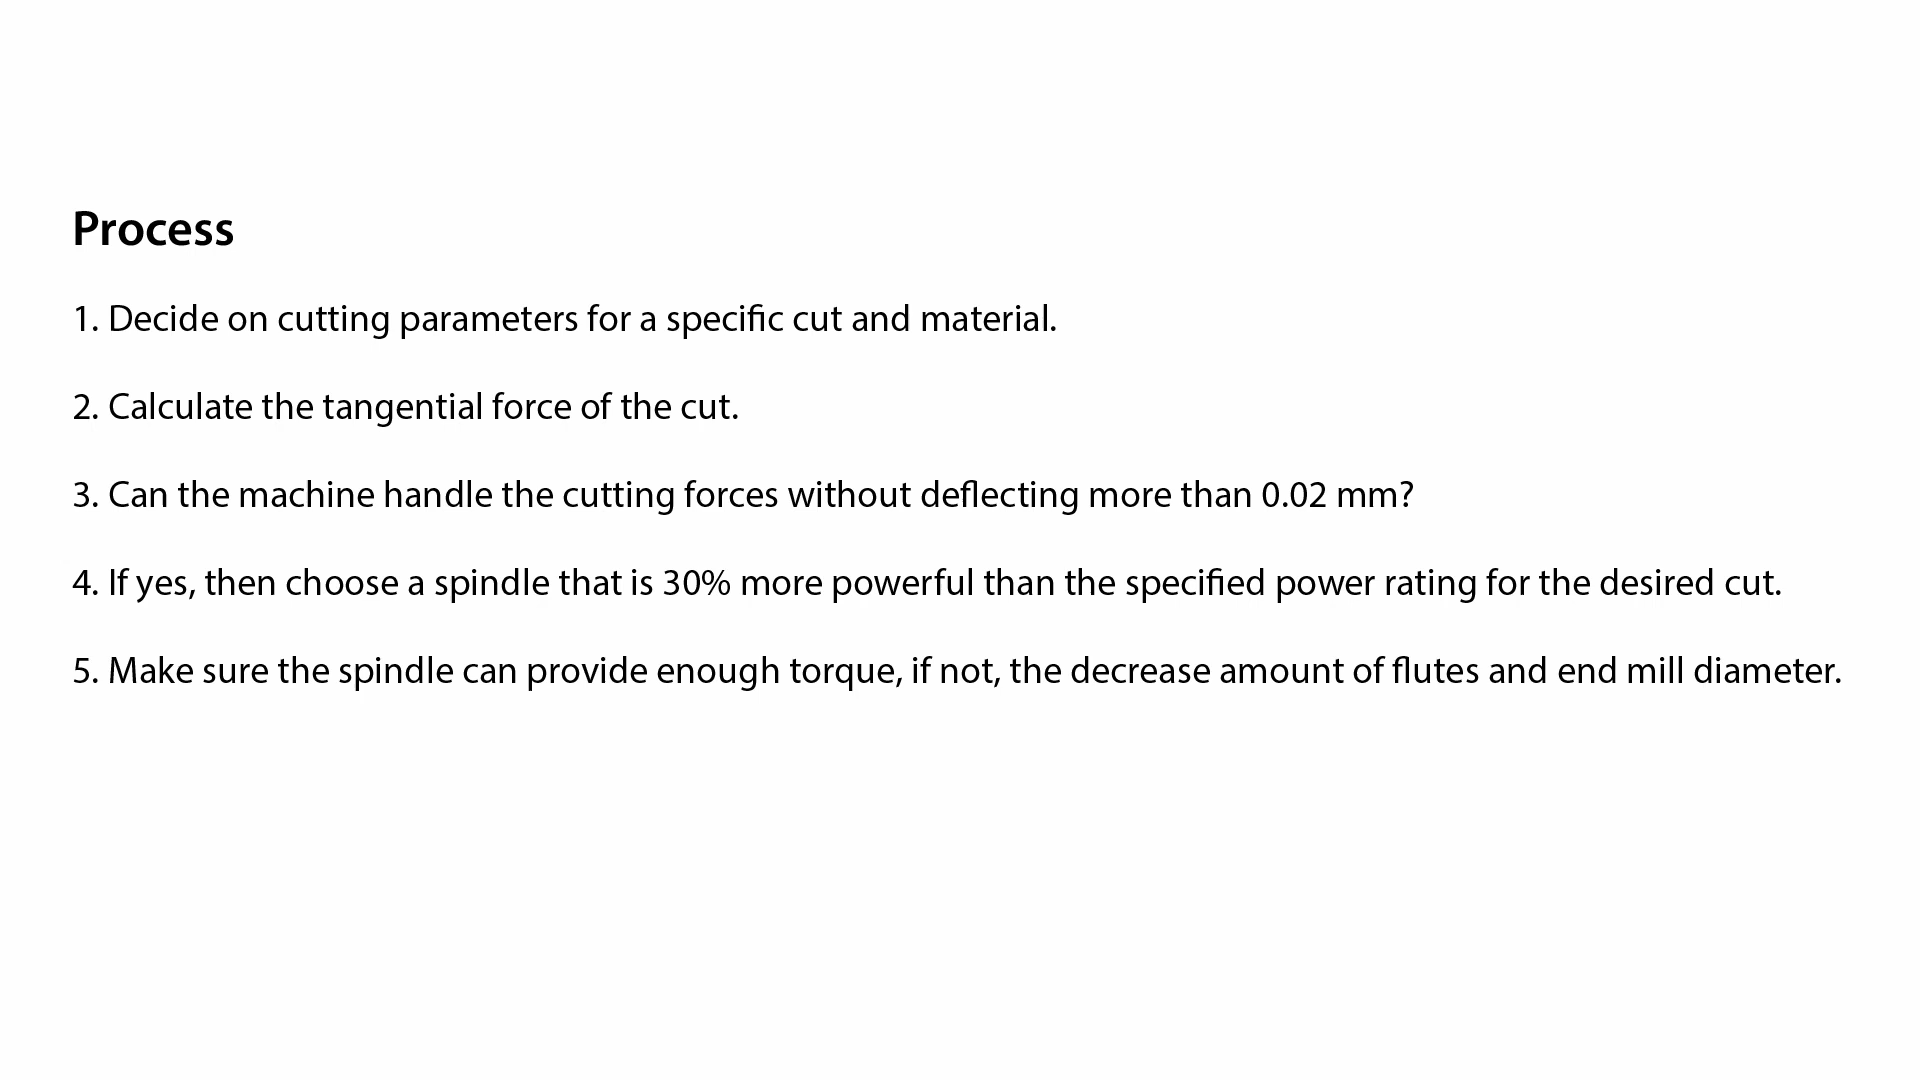 Process
1. Decide on cutting parameters for a specific cut and material.
2. Calculate the tangential force of the cut.
3. Can the machine handle the cutting forces without deflecting more than 0.02 mm?
4. If yes, then choose a spindle that is 30% more powerful than the specified power rating for the desired cut.
5. Make sure the spindle can provide enough torque, if not, the decrease amount of flutes and end mill diameter.